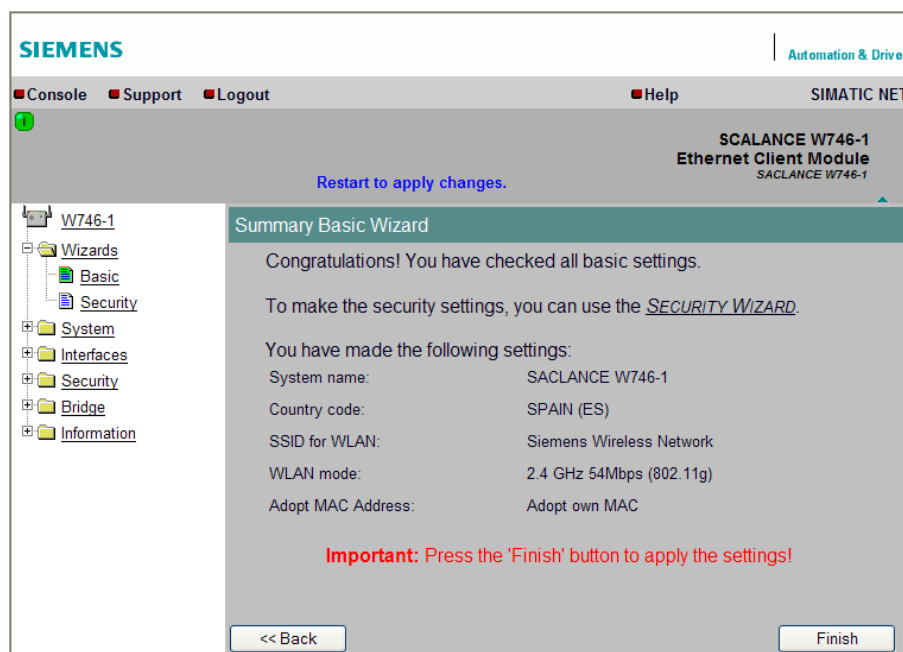 SIEMENS
Automation & Drive
Console Support Logout Help SIMATIC NET
SCALANCE W746-1
Ethernet Client Module
SACLANCE W746-1
Restart to apply changes.
W746-1
Wizards
Basic
Security
System
Interfaces
Security
Bridge
Information
Summary Basic Wizard
Congratulations! You have checked all basic settings.
To make the security settings, you can use the SECURITY WIZARD.
You have made the following settings:
System name: SACLANCE W746-1
Country code: SPAIN (ES)
SSID for WLAN: Siemens Wireless Network
WLAN mode: 2.4 GHz 54Mbps (802.11g)
Adopt MAC Address: Adopt own MAC
Important: Press the 'Finish' button to apply the settings!
<< Back Finish